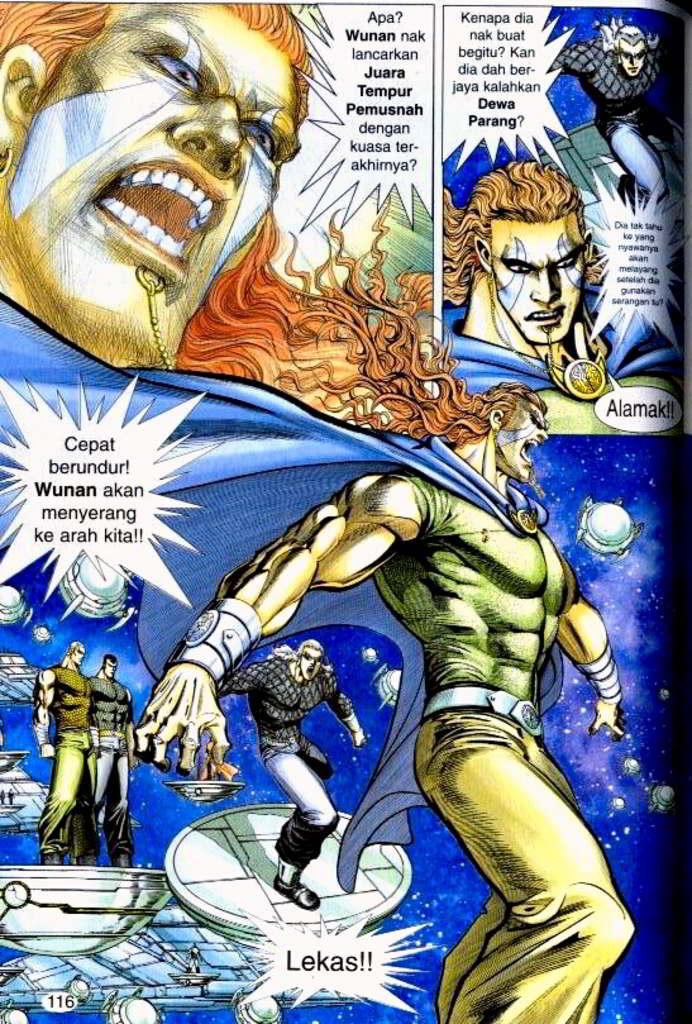 Apa?
Wunan nak
lancarkan
Juara
Tempur
Pemusnah
dengan
kuasa ter-
akhirnya?
Kenapa dia
nak buat
begitu? Kan
dia dah ber-
jaya kalahkan
Dewa
Parang?
Dia tahu
ke yang
nyawanya
akan
melayang
setelah dia
gunakan
serangan tu?
Alamak!!
Cepat
berundur!
Wunan akan
menyerang
ke arah kita!!
Lekas!!
116